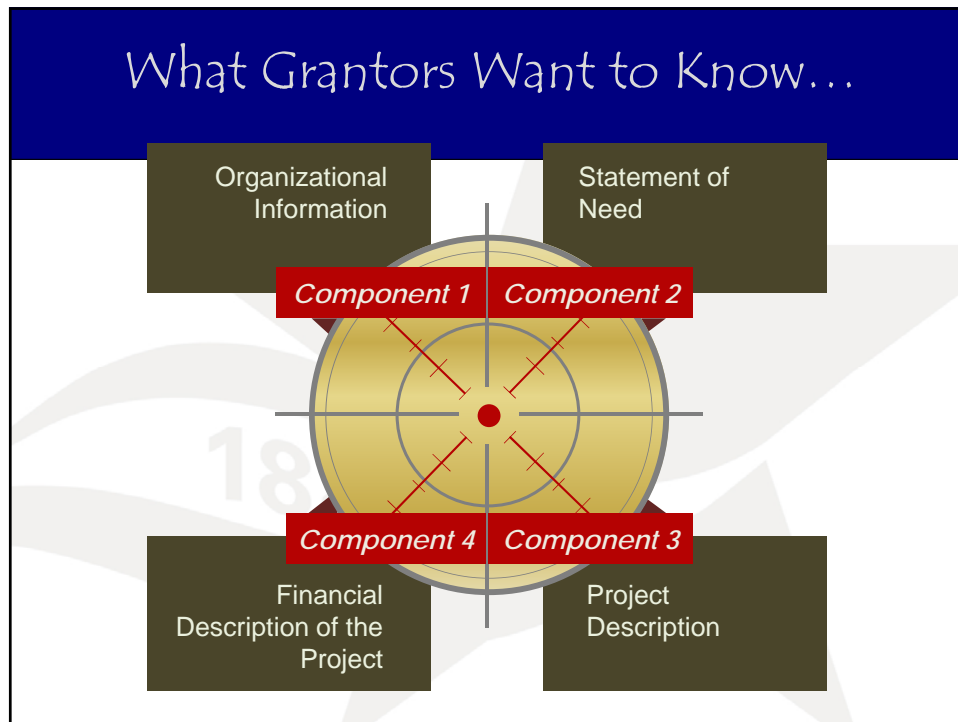 What Grantors Want to Know...
Organizational
Information
Statement of
Need
Component 1
Component 2
18
Component 4
Component 3
Financial
Description of the
Project
Project
Description